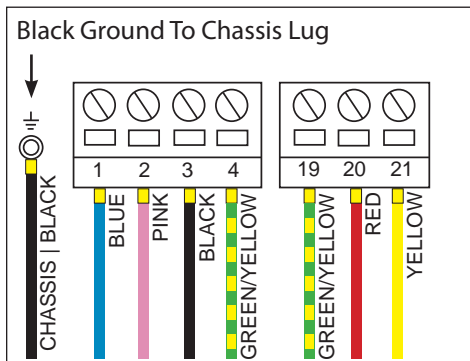 Black Ground To Chassis Lug
1 2 3 4 19 20 21
CHASSIS | BLACK
BLUE
PINK
BLACK
GREEN/YELLOW
GREEN/YELLOW
RED
YELLOW